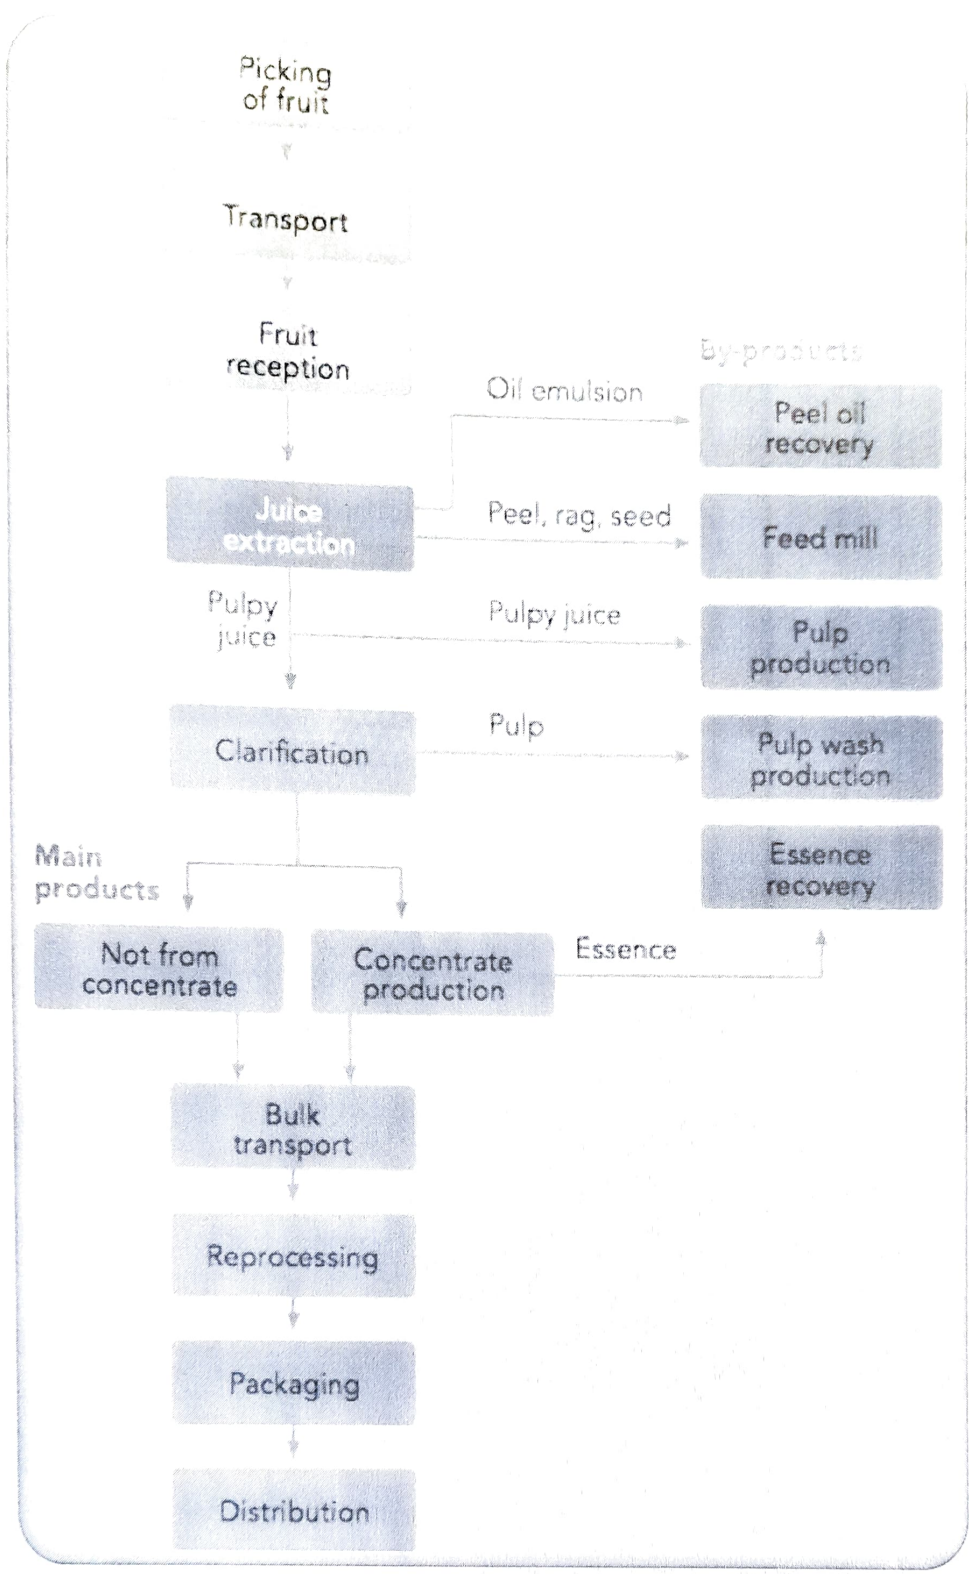 Picking
of fruit
Transport
Fruit
reception
By-products
Oil emulsion
Peel oil
recovery
Juice
extraction
Peel, rag, seed
Feed mill
Pulpy
juice
Pulpy juice
Pulp
production
Clarification
Pulp
Pulp wash
production
Essence
recovery
Main
products
Not from
concentrate
Concentrate
production
Essence
Bulk
transport
Reprocessing
Packaging
Distribution